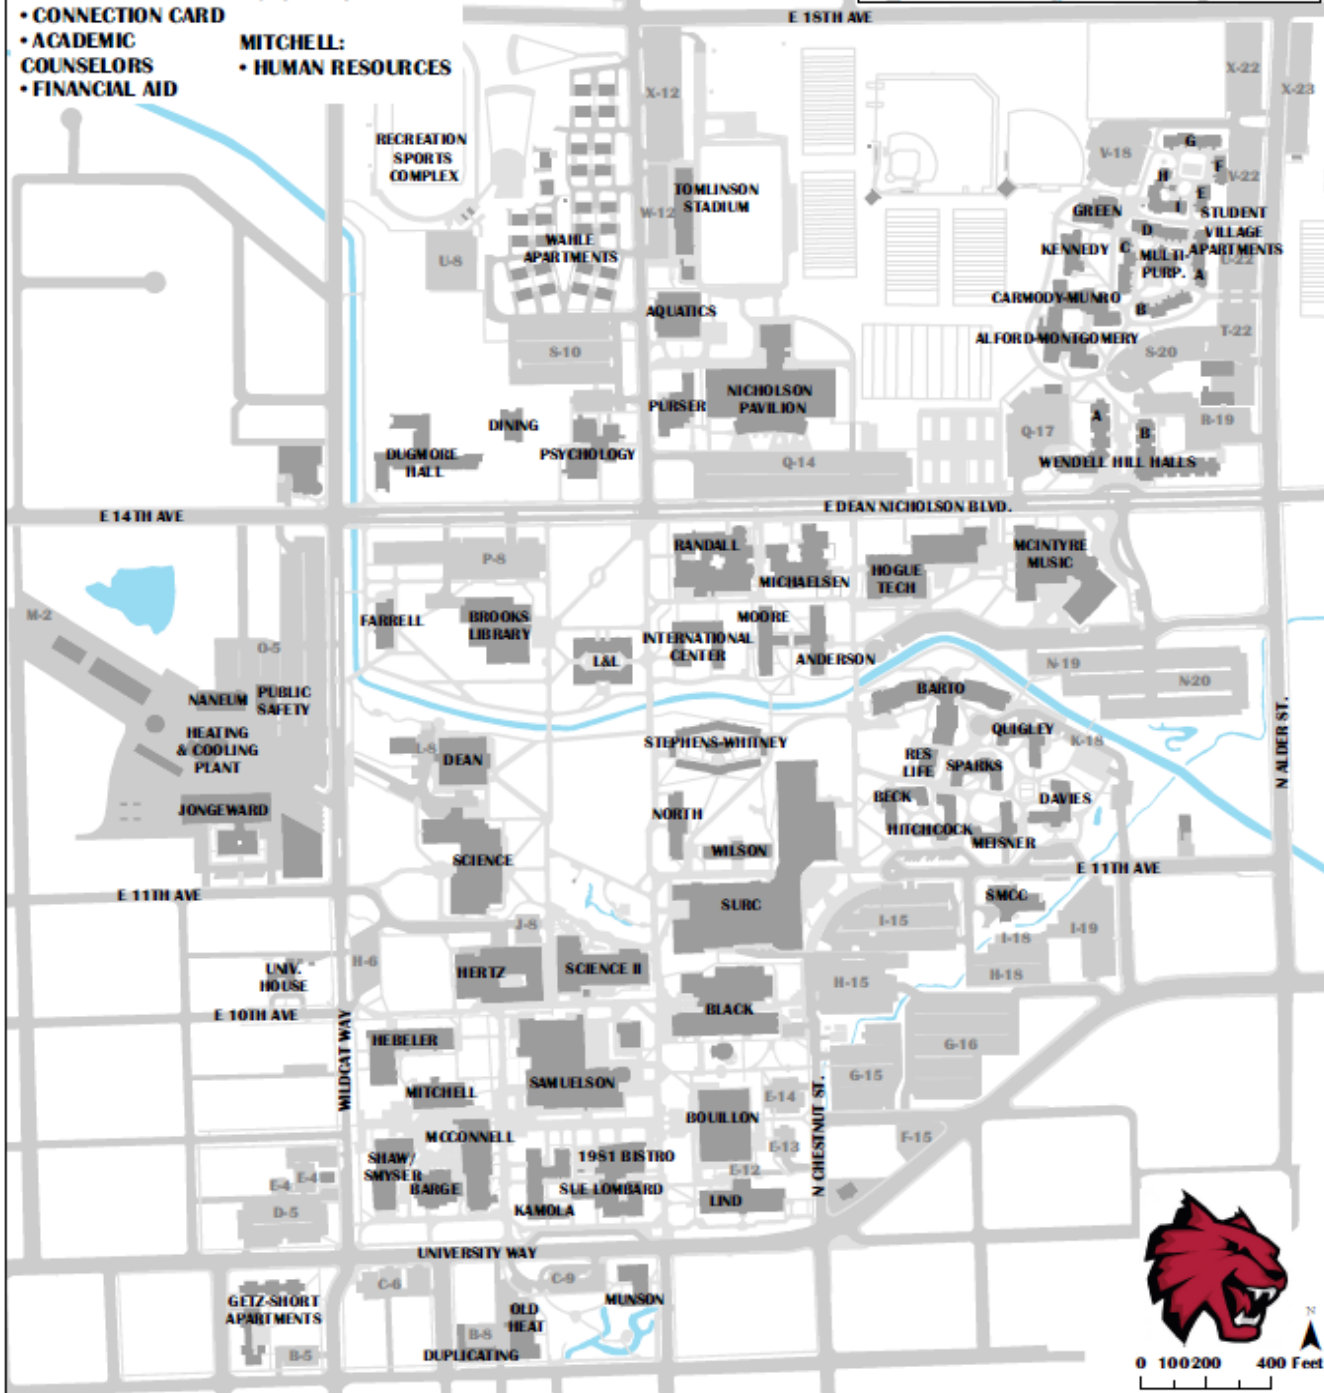 • CONNECTION CARD
• ACADEMIC
COUNSELORS
• FINANCIAL AID
MITCHELL:
• HUMAN RESOURCES
E 18TH AVE
X-12
X-22
X-23
RECREATION
SPORTS
COMPLEX
V-18
G
H
F
V-22
E
I
TOMLINSON
STADIUM
W-12
GREEN
STUDENT
VILLAGE
APARTMENTS
D
C
KENNEDY
MULTI-
PURP.
U-22
A
B
WAHLE
APARTMENTS
U-8
CARMODY-MUNRO
AQUATICS
ALFORD-MONTGOMERY
T-22
S-20
S-10
NICHOLSON
PAVILION
PURSER
DINING
A
B
R-19
Q-17
DUGMORE
HALL
PSYCHOLOGY
Q-14
WENDELL HILL HALLS
E DEAN NICHOLSON BLVD.
E 14TH AVE
RANDALL
MICHAELSEN
HOGUE
TECH
MCINTYRE
MUSIC
P-8
M-2
FARRELL
BROOKS
LIBRARY
MOORE
INTERNATIONAL
CENTER
ANDERSON
L&L
O-5
N-19
N-20
NANEUM
PUBLIC
SAFETY
BARTO
HEATING
& COOLING
PLANT
L-8
DEAN
STEPHENS-WHITNEY
QUIGLEY
K-18
RES
LIFE
SPARKS
N ALDER ST.
JONGEWARD
NORTH
BECK
DAVIES
HITCHCOCK
MEISNER
SCIENCE
WILSON
E 11TH AVE
E 11TH AVE
SURC
SMCC
I-15
I-18
I-19
J-8
H-6
UNIV.
HOUSE
HERTZ
SCIENCE II
H-15
H-18
BLACK
E 10TH AVE
WILDCAT WAY
HEBELER
G-16
G-15
MITCHELL
SAMUELSON
E-14
BOUILLON
N CHESTNUT ST.
MCCONNELL
F-15
E-13
SHAW/
SMYSER
1981 BISTRO
E-12
E-4
E-4
BARGE
SUE LOMBARD
LIND
KAMOLA
D-5
UNIVERSITY WAY
C-6
C-9
GETZ-SHORT
APARTMENTS
MUNSON
OLD
HEAT
B-8
B-5
DUPLICATING
N
0 100 200 400 Feet